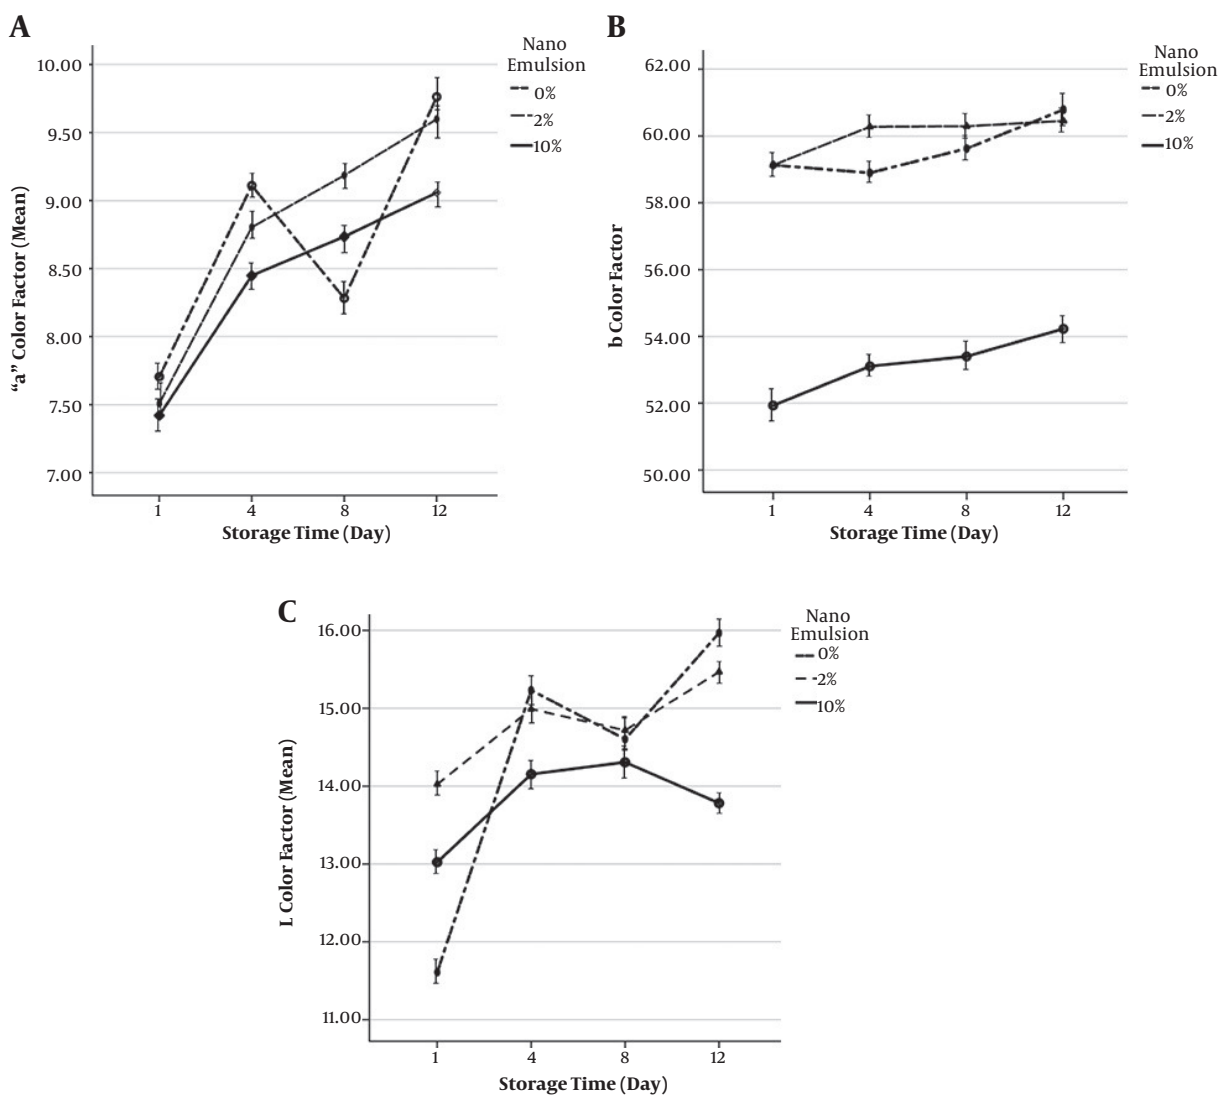 A
Nano
Emulsion
0%
2%
10%
10.00
9.50
9.00
8.50
8.00
7.50
7.00
"a" Color Factor (Mean)
1 4 8 12
Storage Time (Day)
B
Nano
Emulsion
0%
2%
10%
62.00
60.00
58.00
56.00
54.00
52.00
50.00
b Color Factor
1 4 8 12
Storage Time (Day)
C
Nano
Emulsion
0%
2%
10%
16.00
15.00
14.00
13.00
12.00
11.00
L Color Factor (Mean)
1 4 8 12
Storage Time (Day)